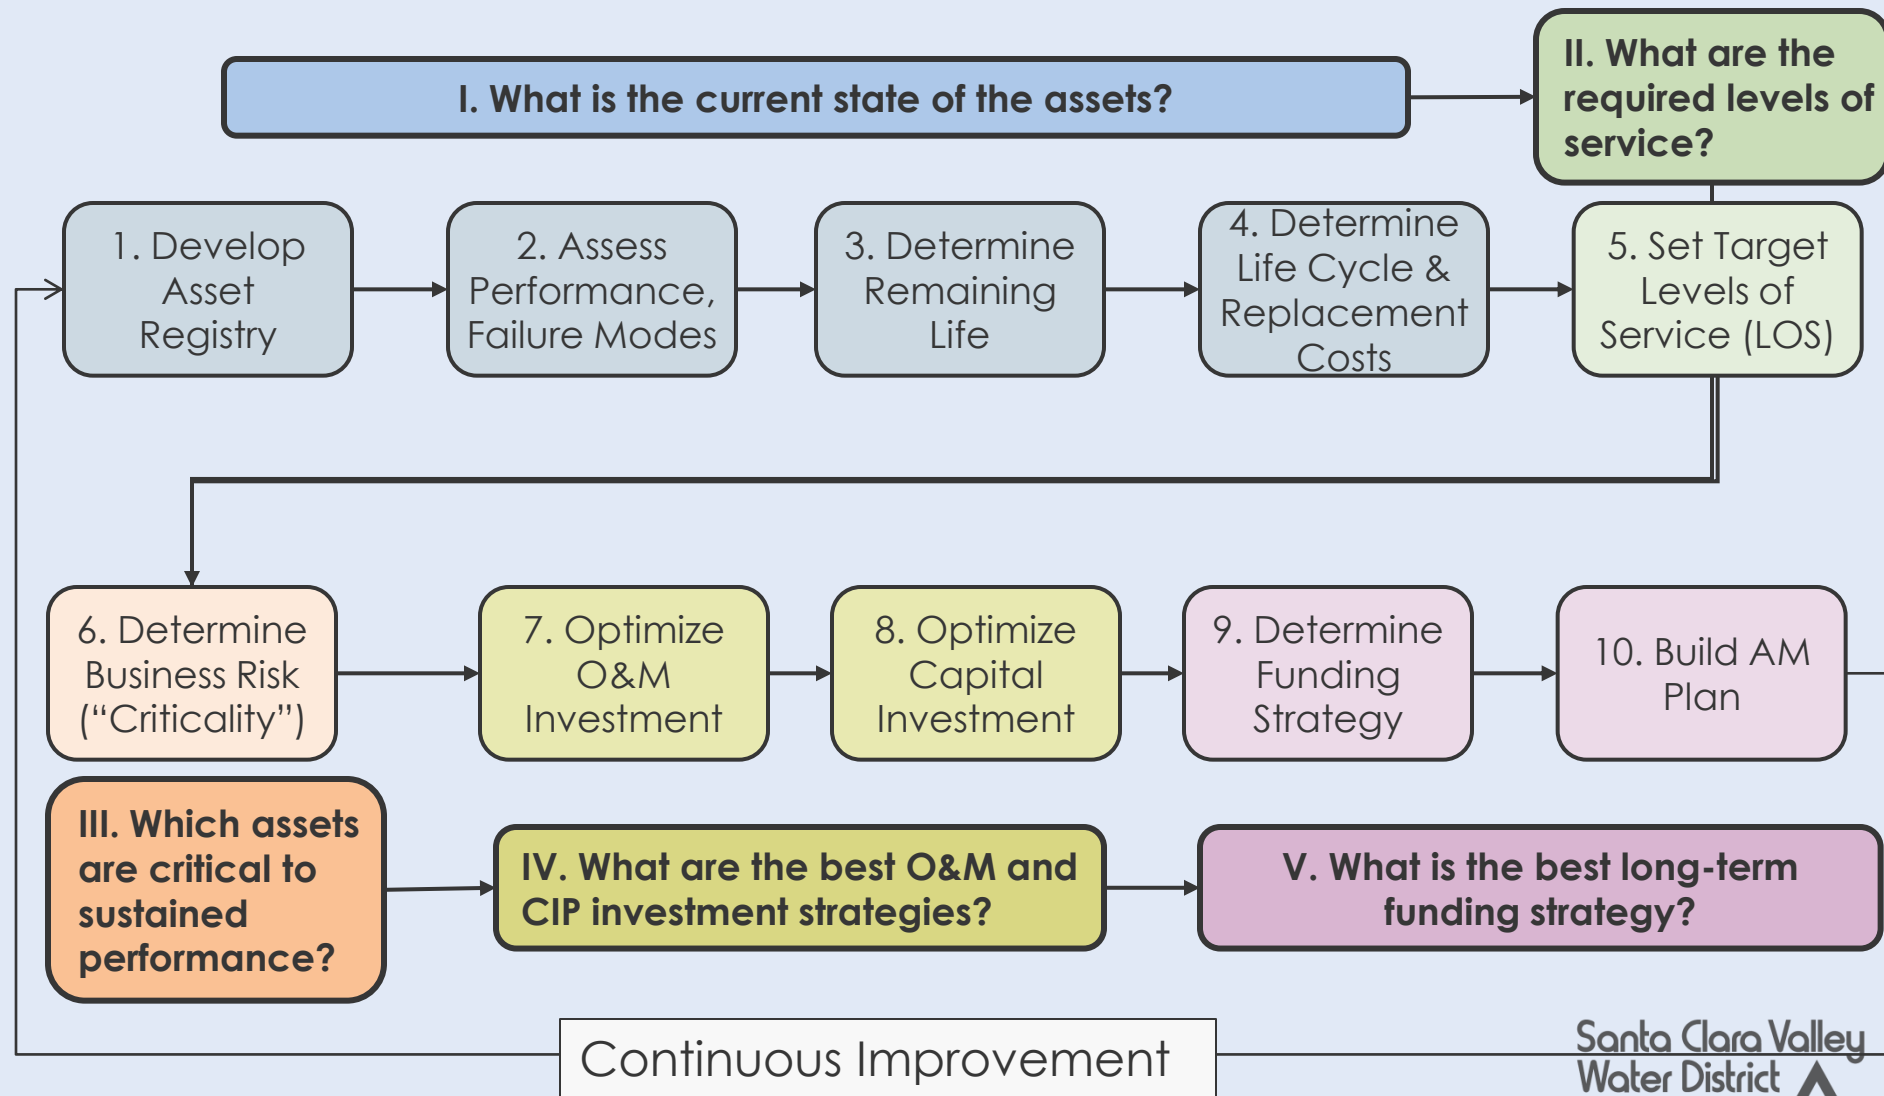 I. What is the current state of the assets?
II. What are the
required levels of
service?
1. Develop
Asset
Registry
2. Assess
Performance,
Failure Modes
3. Determine
Remaining
Life
4. Determine
Life Cycle &
Replacement
Costs
5. Set Target
Levels of
Service (LOS)
6. Determine
Business Risk
(“Criticality”)
7. Optimize
O&M
Investment
8. Optimize
Capital
Investment
9. Determine
Funding
Strategy
10. Build AM
Plan
III. Which assets
are critical to
sustained
performance?
IV. What are the best O&M and
CIP investment strategies?
V. What is the best long-term
funding strategy?
Continuous Improvement
Santa Clara Valley
Water District